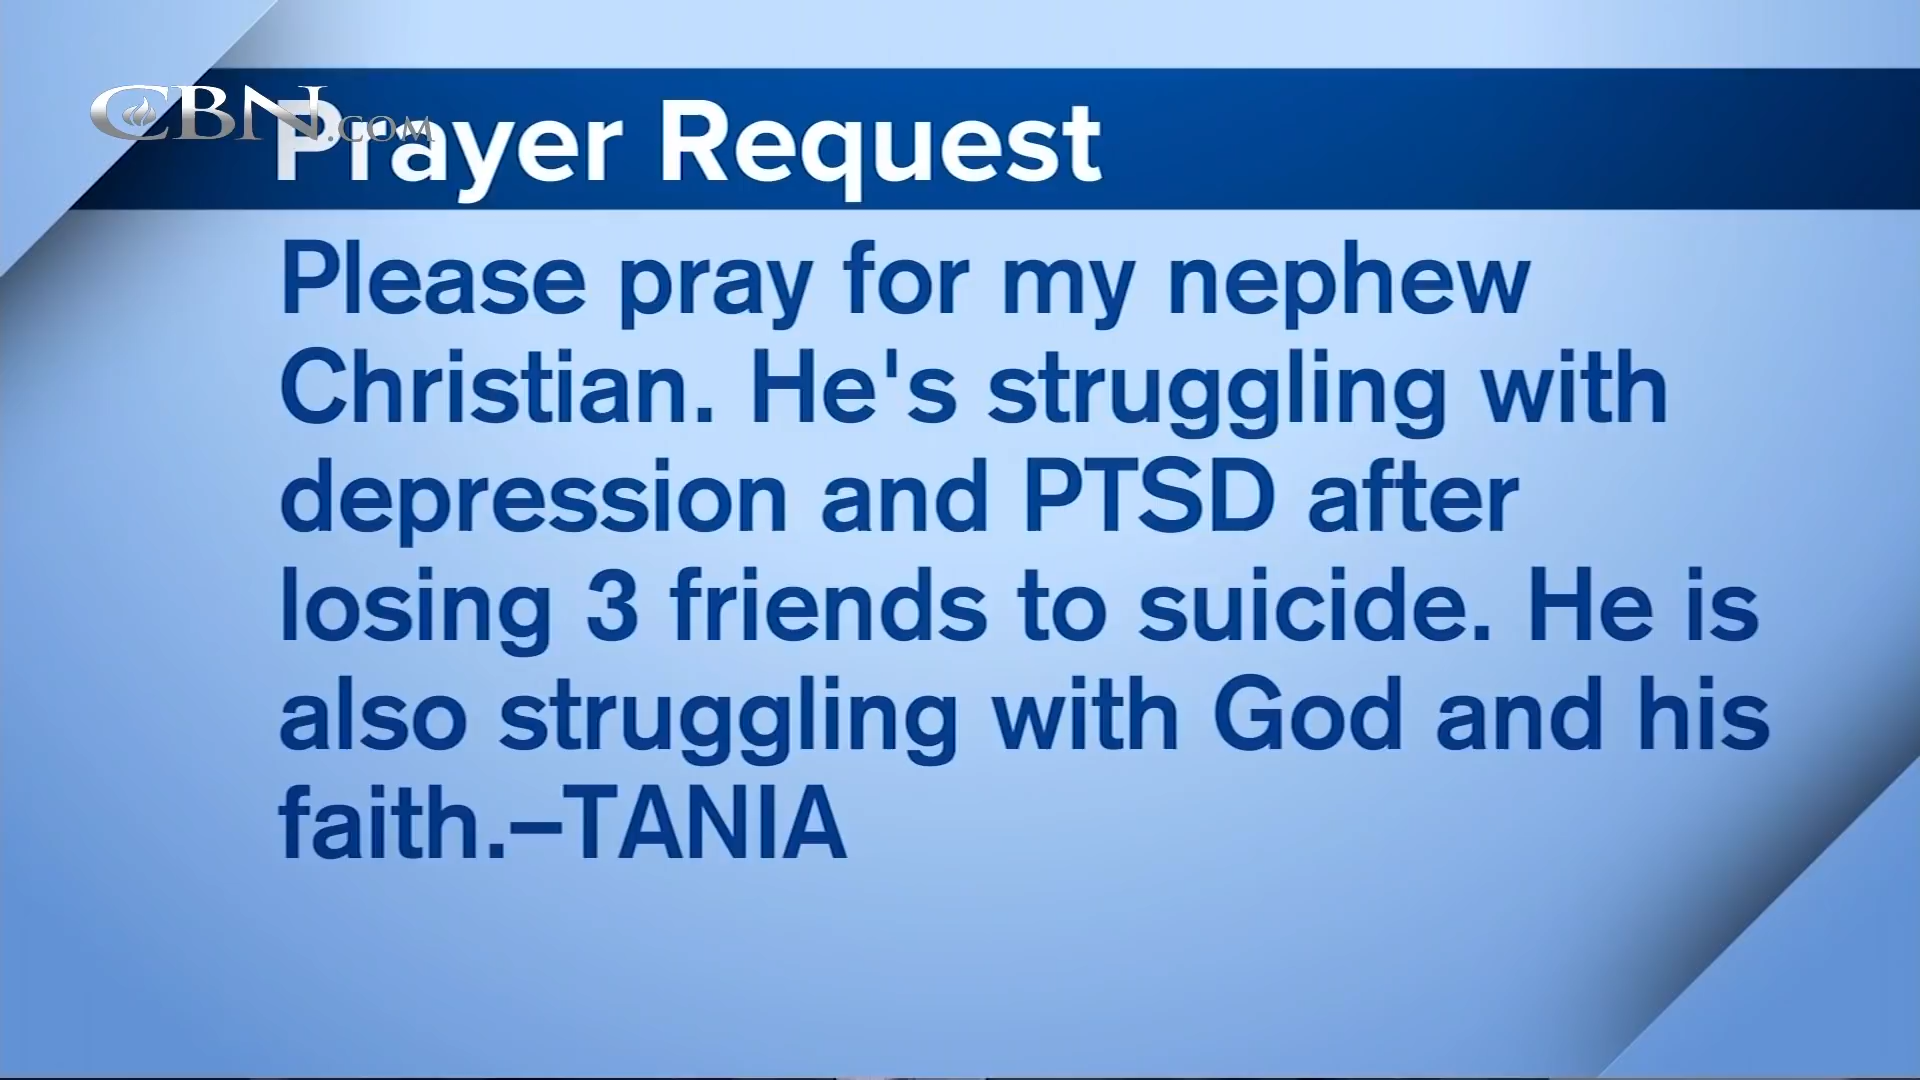 CBN.COM
Prayer Request
Please pray for my nephew
Christian. He's struggling with
depression and PTSD after
losing 3 friends to suicide. He is
also struggling with God and his
faith.–TANIA